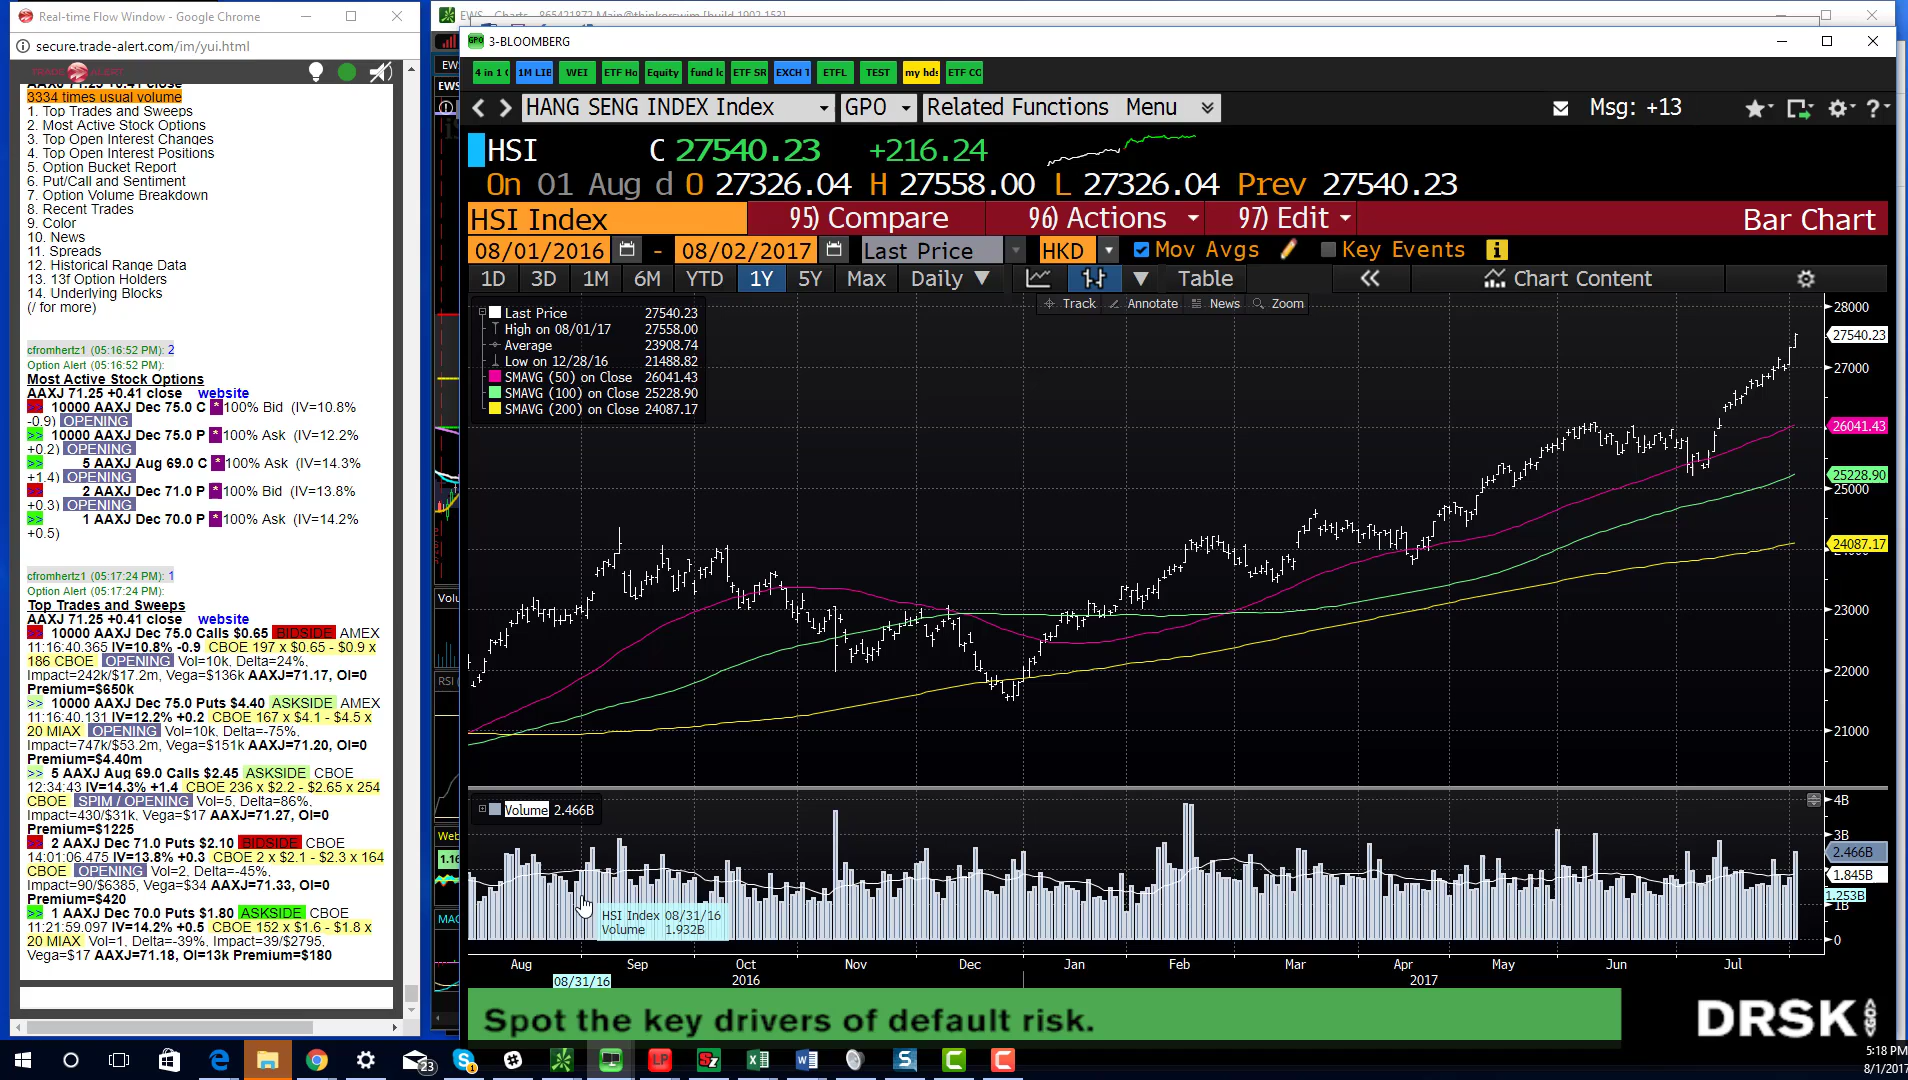 Real-time Flow Window - Google Chrome
secure.trade-alert.com/im/yui.html
AAXJ 71.25 +0.41 close
3334 times usual volume
1. Top Trades and Sweeps
2. Most Active Stock Options
3. Top Open Interest Changes
4. Top Open Interest Positions
5. Option Bucket Report
6. Put/Call and Sentiment
7. Option Volume Breakdown
8. Recent Trades
9. Color
10. News
11. Spreads
12. Historical Range Data
13. 13f Option Holders
14. Underlying Blocks
(/ for more)
cfromhertz1 (05:16:52 PM): 2
Option Alert (05:16:52 PM):
Most Active Stock Options
AAXJ 71.25 +0.41 close website
>> 10000 AAXJ Dec 75.0 C * 100% Bid (IV=10.8%
-0.9) OPENING
>> 10000 AAXJ Dec 75.0 P * 100% Ask (IV=12.2%
+0.2) OPENING
>> 5 AAXJ Aug 69.0 C * 100% Ask (IV=14.3%
+1.4) OPENING
>> 2 AAXJ Dec 71.0 P * 100% Bid (IV=13.8%
+0.3) OPENING
>> 1 AAXJ Dec 70.0 P * 100% Ask (IV=14.2%
+0.5)
cfromhertz1 (05:17:24 PM): 1
Option Alert (05:17:24 PM):
Top Trades and Sweeps
AAXJ 71.25 +0.41 close website
>> 10000 AAXJ Dec 75.0 Calls $0.65 BIDSIDE AMEX
11:16:40.365 IV=10.8% -0.9 CBOE 197 x $0.65 - $0.9 x
186 CBOE OPENING Vol=10k, Delta=24%,
Impact=242k/$17.2m, Vega=$136k AAXJ=71.17, OI=0
Premium=$650k
>> 10000 AAXJ Dec 75.0 Puts $4.40 ASKSIDE AMEX
11:16:40.131 IV=12.2% +0.2 CBOE 167 x $4.1 - $4.5 x
20 MIAX OPENING Vol=10k, Delta=-75%,
Impact=747k/$53.2m, Vega=$151k AAXJ=71.20, OI=0
Premium=$4.40m
>> 5 AAXJ Aug 69.0 Calls $2.45 ASKSIDE CBOE
12:34:43 IV=14.3% +1.4 CBOE 236 x $2.2 - $2.65 x 254
CBOE SPIM / OPENING Vol=5, Delta=86%,
Impact=430/$31k, Vega=$17 AAXJ=71.27, OI=0
Premium=$1225
>> 2 AAXJ Dec 71.0 Puts $2.10 BIDSIDE CBOE
14:01:06.475 IV=13.8% +0.3 CBOE 2 x $2.1 - $2.3 x 164
CBOE OPENING Vol=2, Delta=-45%,
Impact=90/$6385, Vega=$34 AAXJ=71.33, OI=0
Premium=$420
>> 1 AAXJ Dec 70.0 Puts $1.80 ASKSIDE CBOE
11:21:59.097 IV=14.2% +0.5 CBOE 152 x $1.6 - $1.8 x
20 MIAX Vol=1, Delta=-39%, Impact=39/$2795,
Vega=$17 AAXJ=71.18, OI=13k Premium=$180
EWS
EWS
Volu
RSI
Web
1.16
MAC
3-BLOOMBERG
4 in 1 1M LIB WEI ETF Ho Equity fund lo ETF SR EXCH T ETFL TEST my hds ETF CO
HANG SENG INDEX Index GPO Related Functions Menu Msg: +13
HSI C 27540.23 +216.24
On 01 Aug d O 27326.04 H 27558.00 L 27326.04 Prev 27540.23
HSI Index 95) Compare 96) Actions 97) Edit Bar Chart
08/01/2016 - 08/02/2017 Last Price HKD Mov Avgs Key Events
1D 3D 1M 6M YTD 1Y 5Y Max Daily Table Chart Content
Track Annotate News Zoom
Last Price 27540.23
High on 08/01/17 27558.00
Average 23908.74
Low on 12/28/16 21488.82
SMAVG (50) on Close 26041.43
SMAVG (100) on Close 25228.90
SMAVG (200) on Close 24087.17
28000
27540.23
27000
26041.43
25228.90
25000
24087.17
23000
22000
21000
Volume 2.466B
4B
3B
2.466B
1.845B
1.253B
1B
0
HSI Index 08/31/16
Volume 1.932B
Aug Sep Oct Nov Dec Jan Feb Mar Apr May Jun Jul
08/31/16 2016 2017
Spot the key drivers of default risk.
DRSK
23
1
5:18 PM
8/1/2017